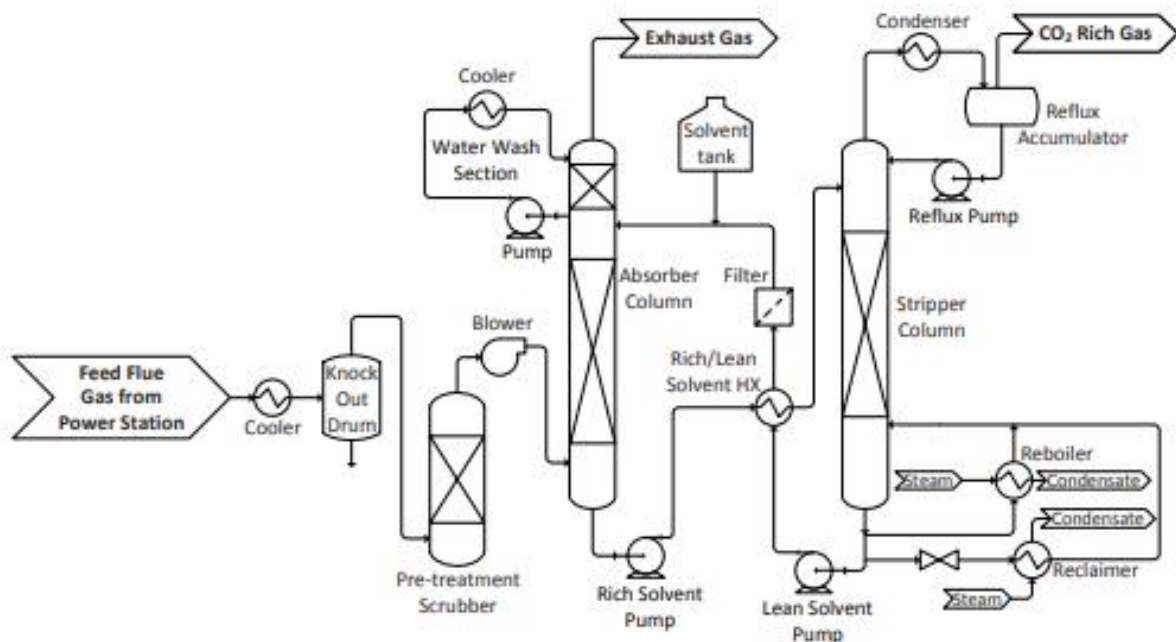 Exhaust Gas
Condenser
CO₂ Rich Gas
Cooler
Reflux
Accumulator
Water Wash
Section
Solvent
tank
Reflux Pump
Pump
Absorber
Column
Filter
Stripper
Column
Blower
Feed Flue
Gas from
Power Station
Knock
Out
Drum
Cooler
Rich/Lean
Solvent HX
Reboiler
Steam
Condensate
Condensate
Reclaimer
Steam
Pre-treatment
Scrubber
Rich Solvent
Pump
Lean Solvent
Pump